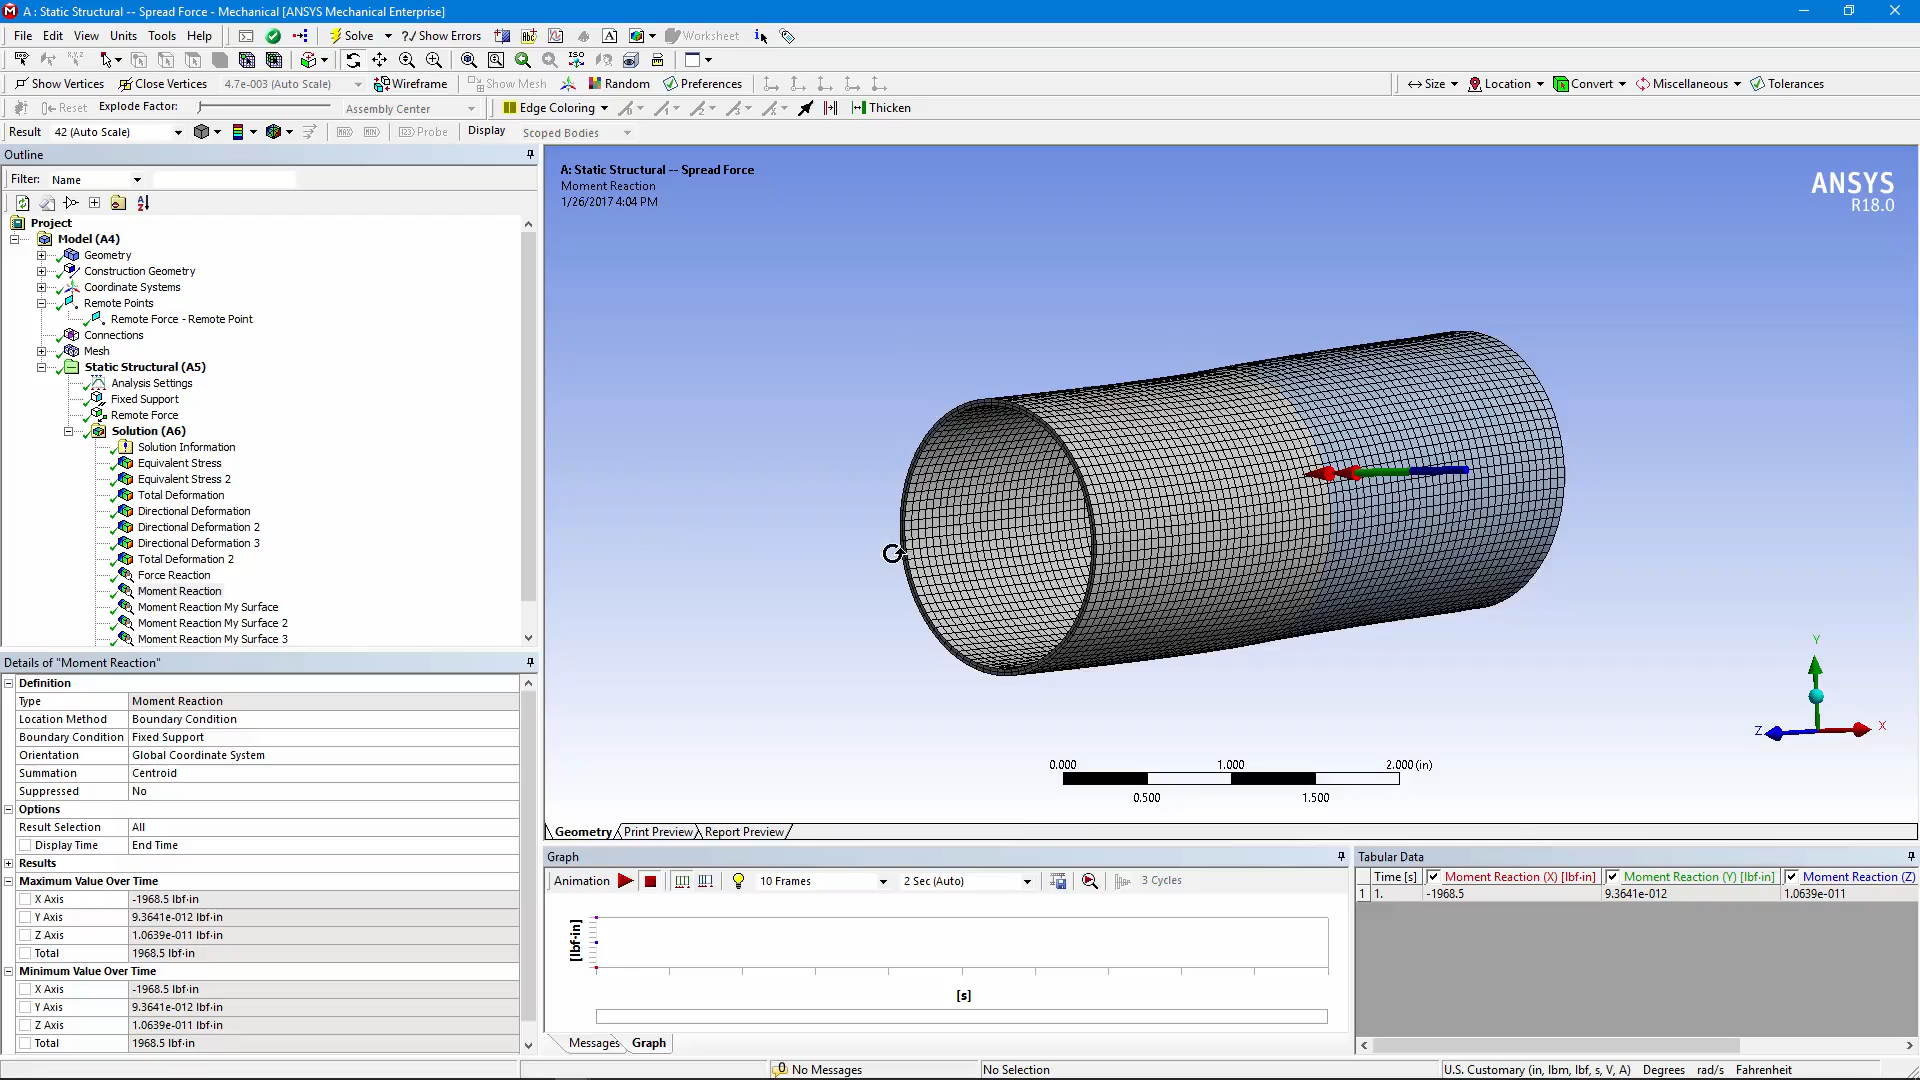 A : Static Structural -- Spread Force - Mechanical [ANSYS Mechanical Enterprise]
File Edit View Units Tools Help Solve ?/ Show Errors Worksheet
Show Vertices Close Vertices 4.7e-003 (Auto Scale) Wireframe Show Mesh Random Preferences Size Location Convert Miscellaneous Tolerances
Reset Explode Factor: Assembly Center Edge Coloring Thicken
Result 42 (Auto Scale) MAX MIN Probe Display Scoped Bodies
Outline
Filter: Name
Project
Model (A4)
Geometry
Construction Geometry
Coordinate Systems
Remote Points
Remote Force - Remote Point
Connections
Mesh
Static Structural (A5)
Analysis Settings
Fixed Support
Remote Force
Solution (A6)
Solution Information
Equivalent Stress
Equivalent Stress 2
Total Deformation
Directional Deformation
Directional Deformation 2
Directional Deformation 3
Total Deformation 2
Force Reaction
Moment Reaction
Moment Reaction My Surface
Moment Reaction My Surface 2
Moment Reaction My Surface 3
Details of "Moment Reaction"
Definition
Type Moment Reaction
Location Method Boundary Condition
Boundary Condition Fixed Support
Orientation Global Coordinate System
Summation Centroid
Suppressed No
Options
Result Selection All
Display Time End Time
Results
Maximum Value Over Time
X Axis -1968.5 lbf·in
Y Axis 9.3641e-012 lbf·in
Z Axis 1.0639e-011 lbf·in
Total 1968.5 lbf·in
Minimum Value Over Time
X Axis -1968.5 lbf·in
Y Axis 9.3641e-012 lbf·in
Z Axis 1.0639e-011 lbf·in
Total 1968.5 lbf·in
A: Static Structural -- Spread Force
Moment Reaction
1/26/2017 4:04 PM
ANSYS
R18.0
Y
Z
X
0.000 1.000 2.000 (in)
0.500 1.500
Geometry Print Preview Report Preview
Graph
Animation 10 Frames 2 Sec (Auto) 3 Cycles
[lbf·in]
[s]
Messages Graph
Tabular Data
Time [s] Moment Reaction (X) [lbf·in] Moment Reaction (Y) [lbf·in] Moment Reaction (Z)
1 1. -1968.5 9.3641e-012 1.0639e-011
0 No Messages No Selection U.S. Customary (in, lbm, lbf, s, V, A) Degrees rad/s Fahrenheit